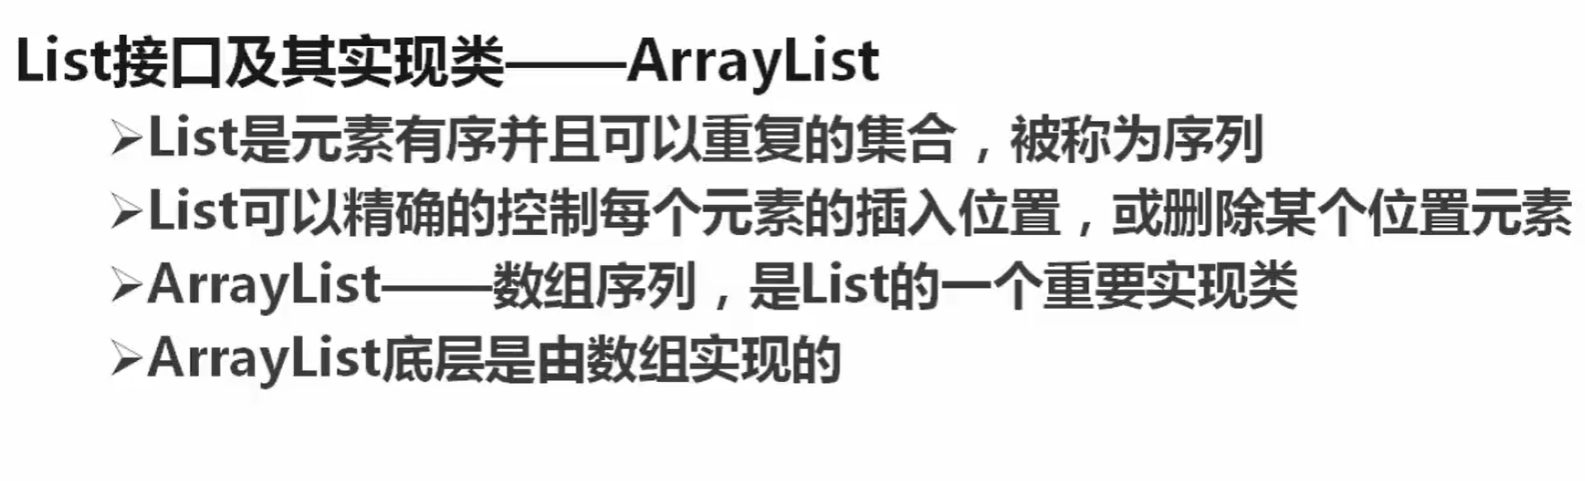 List接口及其实现类——ArrayList
➢List是元素有序并且可以重复的集合，被称为序列
➢List可以精确的控制每个元素的插入位置，或删除某个位置元素
➢ArrayList——数组序列，是List的一个重要实现类
➢ArrayList底层是由数组实现的